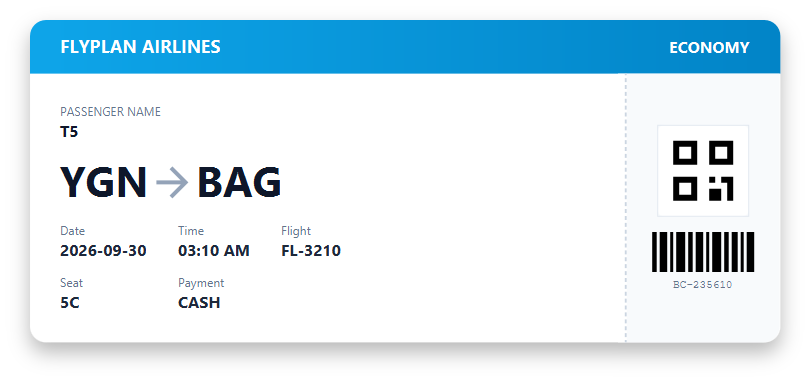 FLYPLAN AIRLINES
ECONOMY
PASSENGER NAME
T5
YGN → BAG
Date Time Flight
2026-09-30 03:10 AM FL-3210
Seat Payment
5C CASH
BC-235610